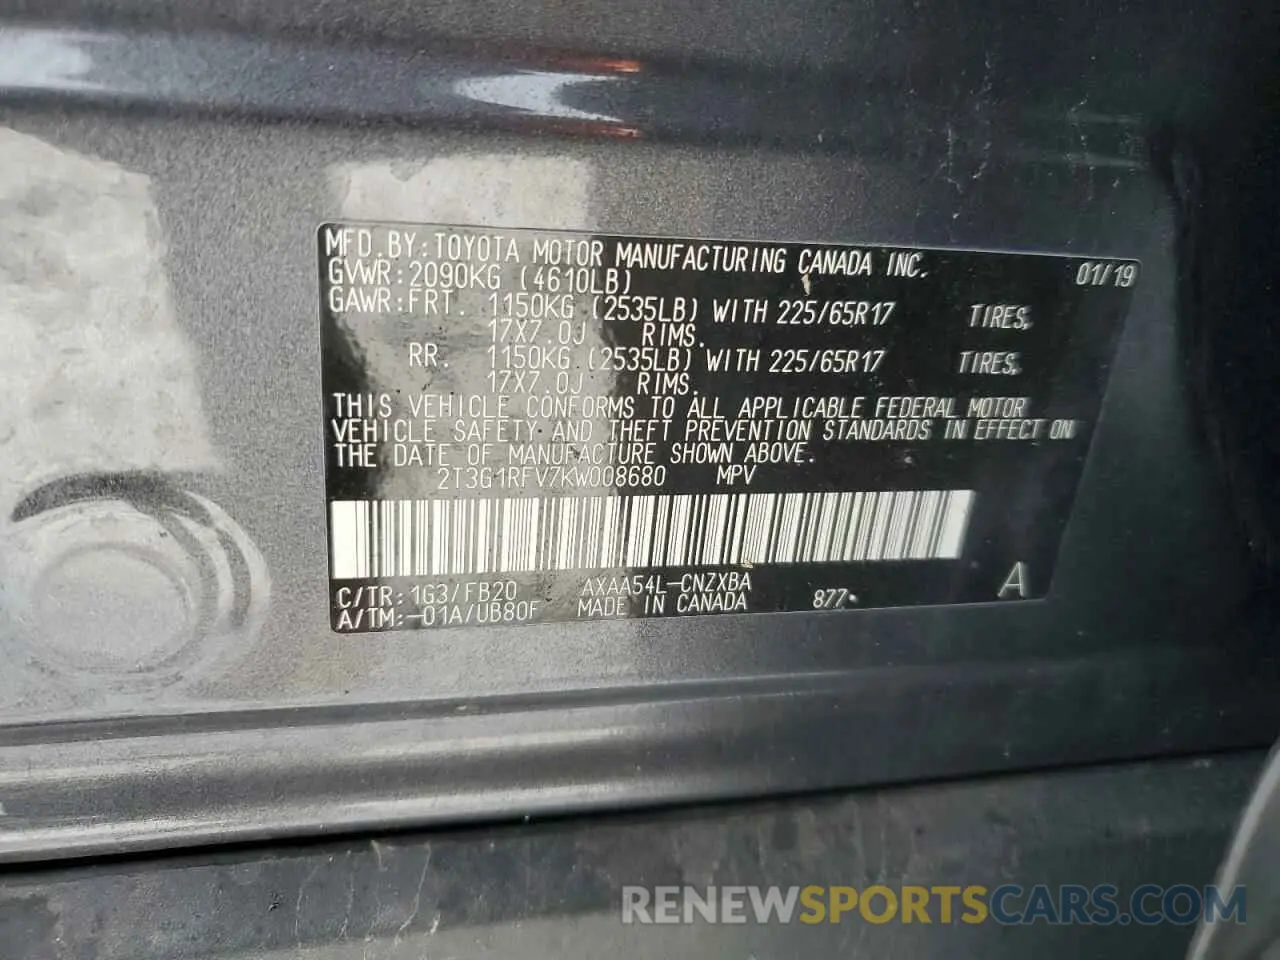 MFD.BY:TOYOTA MOTOR MANUFACTURING CANADA INC. 01/19
GVWR:2090KG (4610LB)
GAWR:FRT. 1150KG (2535LB) WITH 225/65R17 TIRES,
17X7.0J RIMS.
RR. 1150KG (2535LB) WITH 225/65R17 TIRES,
17X7.0J RIMS.
THIS VEHICLE CONFORMS TO ALL APPLICABLE FEDERAL MOTOR
VEHICLE SAFETY AND THEFT PREVENTION STANDARDS IN EFFECT ON
THE DATE OF MANUFACTURE SHOWN ABOVE.
2T3G1RFV7KW008680 MPV
C/TR:1G3/FB20 AXAA54L-CNZXBA A
A/TM:-01A/UB80F MADE IN CANADA 877
RENEWSPORTSCARS.COM